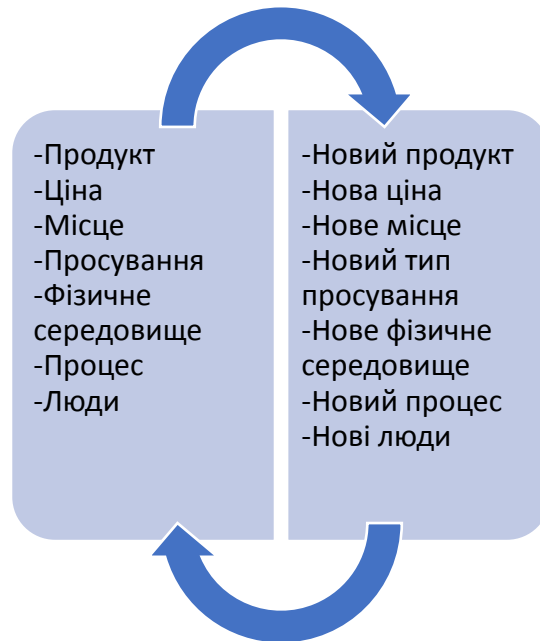 -Продукт
-Ціна
-Місце
-Просування
-Фізичне
середовище
-Процес
-Люди
-Новий продукт
-Нова ціна
-Нове місце
-Новий тип
просування
-Нове фізичне
середовище
-Новий процес
-Нові люди